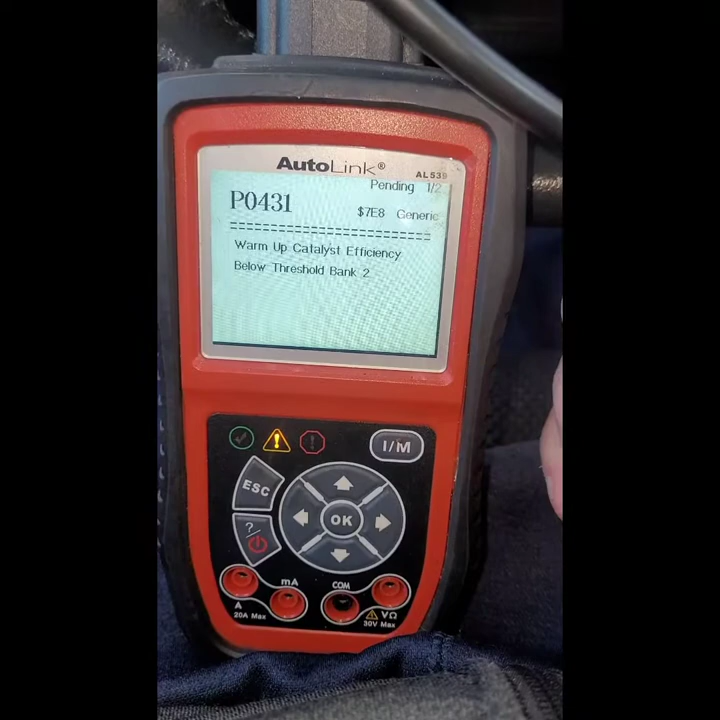 AutoLink®
AL539
Pending 1/2
P0431
$7E8 Generic
==============================
Warm Up Catalyst Efficiency
Below Threshold Bank 2
I/M
ESC
OK
?/
mA
COM
A
20A Max
VΩ
30V Max